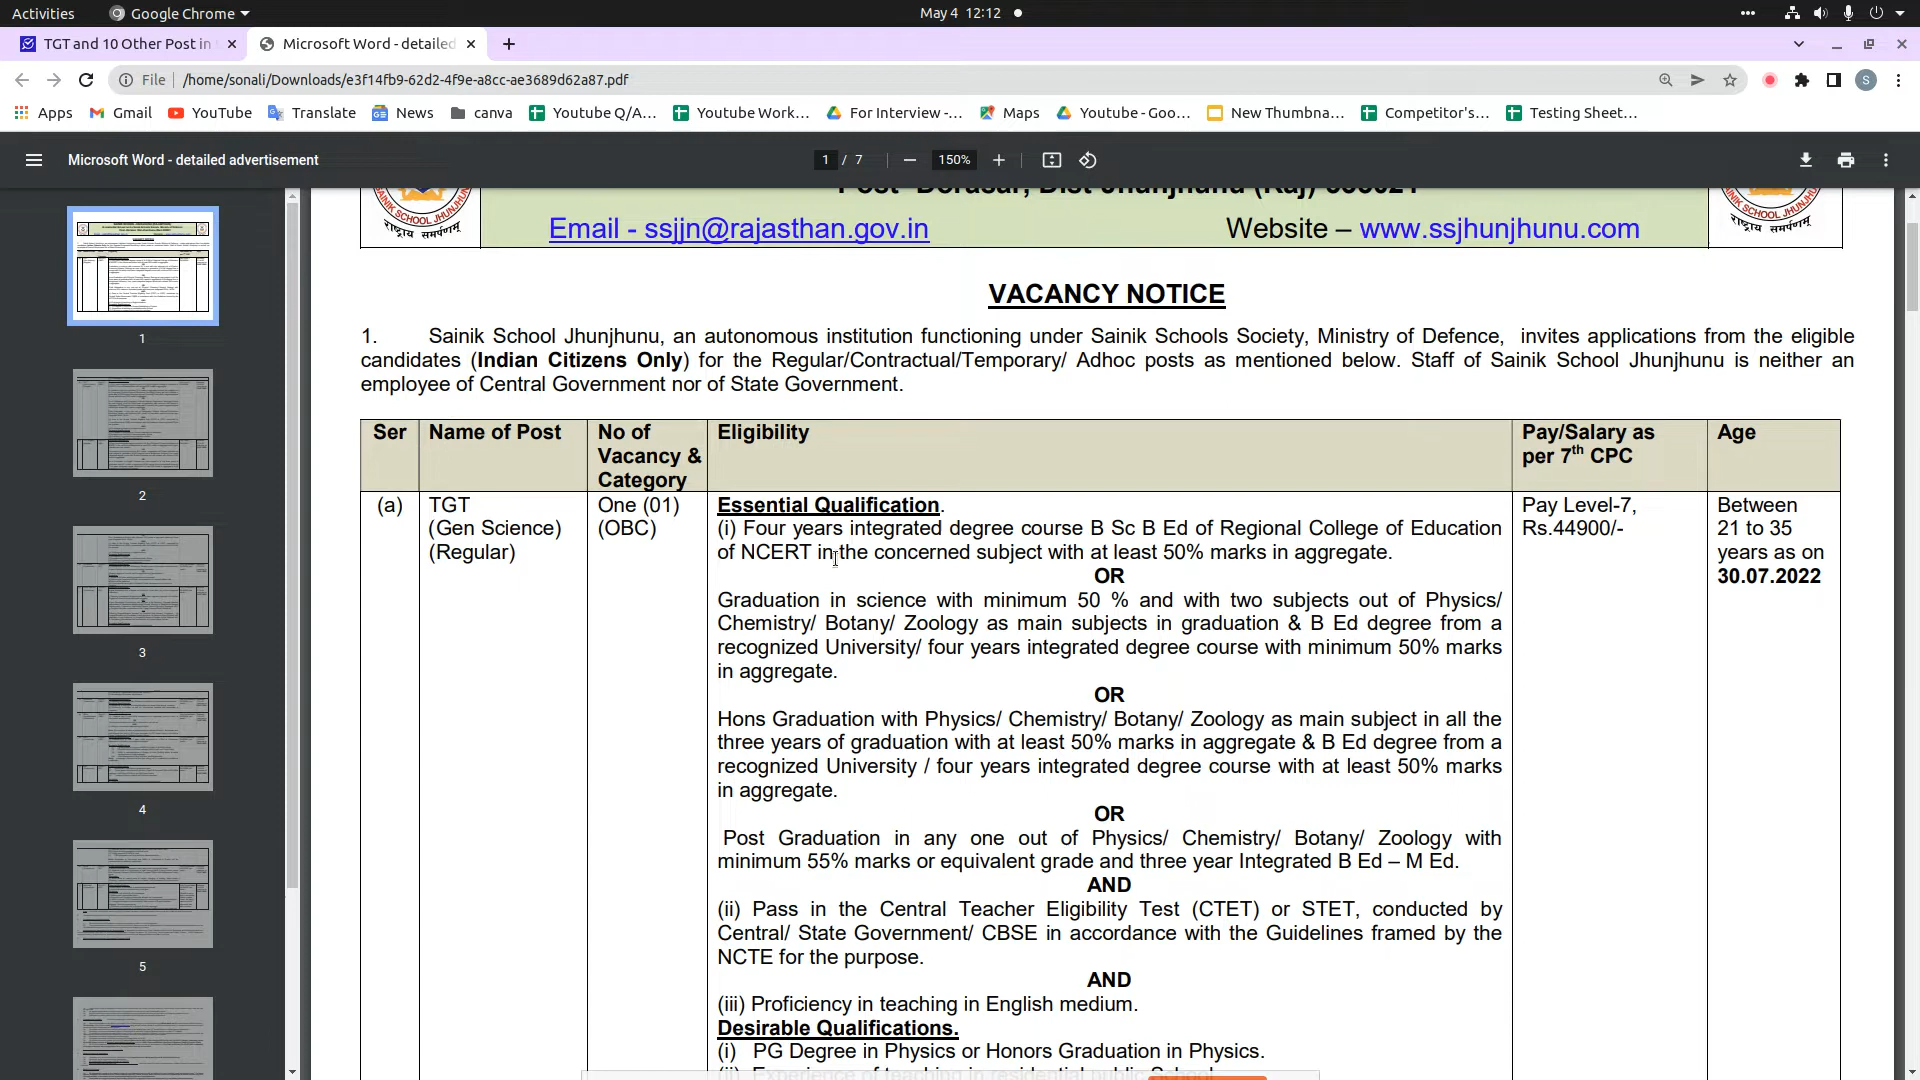 Activities Google Chrome May 4 12:12
TGT and 10 Other Post in Microsoft Word - detailed
File /home/sonali/Downloads/e3f14fb9-62d2-4f9e-a8cc-ae3689d62a87.pdf S
Apps Gmail YouTube Translate News canva Youtube Q/A... Youtube Work... For Interview -... Maps Youtube - Goo... New Thumbna... Competitor's... Testing Sheet...
Microsoft Word - detailed advertisement 1 / 7 150%
SAINIK SCHOOL JHUNJHUNU
राष्ट्राय समर्पणम्
Email - ssjjn@rajasthan.gov.in Website – www.ssjhunjhunu.com
SAINIK SCHOOL JHUNJHUNU
राष्ट्राय समर्पणम्
VACANCY NOTICE
1. Sainik School Jhunjhunu, an autonomous institution functioning under Sainik Schools Society, Ministry of Defence, invites applications from the eligible
candidates (Indian Citizens Only) for the Regular/Contractual/Temporary/ Adhoc posts as mentioned below. Staff of Sainik School Jhunjhunu is neither an
employee of Central Government nor of State Government.
Ser
Name of Post
No of
Vacancy &
Category
Eligibility
Pay/Salary as
per 7th CPC
Age
(a)
TGT
(Gen Science)
(Regular)
One (01)
(OBC)
Essential Qualification.
(i) Four years integrated degree course B Sc B Ed of Regional College of Education
of NCERT in the concerned subject with at least 50% marks in aggregate.
OR
Graduation in science with minimum 50 % and with two subjects out of Physics/
Chemistry/ Botany/ Zoology as main subjects in graduation & B Ed degree from a
recognized University/ four years integrated degree course with minimum 50% marks
in aggregate.
OR
Hons Graduation with Physics/ Chemistry/ Botany/ Zoology as main subject in all the
three years of graduation with at least 50% marks in aggregate & B Ed degree from a
recognized University / four years integrated degree course with at least 50% marks
in aggregate.
OR
Post Graduation in any one out of Physics/ Chemistry/ Botany/ Zoology with
minimum 55% marks or equivalent grade and three year Integrated B Ed – M Ed.
AND
(ii) Pass in the Central Teacher Eligibility Test (CTET) or STET, conducted by
Central/ State Government/ CBSE in accordance with the Guidelines framed by the
NCTE for the purpose.
AND
(iii) Proficiency in teaching in English medium.
Desirable Qualifications.
(i) PG Degree in Physics or Honors Graduation in Physics.
Pay Level-7,
Rs.44900/-
Between
21 to 35
years as on
30.07.2022
1
2
3
4
5